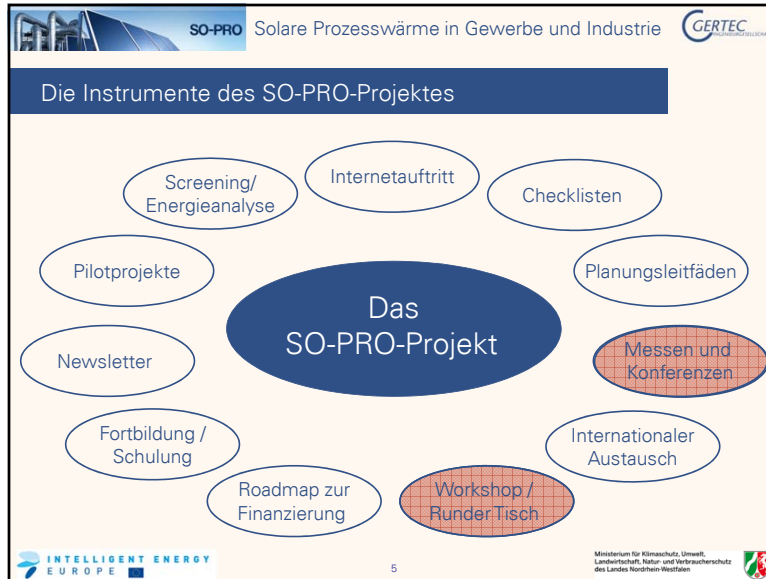 SO-PRO Solare Prozesswärme in Gewerbe und Industrie
GERTEC
INGENIEURGESELLSCHAFT
Die Instrumente des SO-PRO-Projektes
Internetauftritt
Screening/
Energieanalyse
Checklisten
Pilotprojekte
Planungsleitfäden
Das
SO-PRO-Projekt
Newsletter
Messen und
Konferenzen
Fortbildung /
Schulung
Internationaler
Austausch
Roadmap zur
Finanzierung
Workshop /
Runder Tisch
INTELLIGENT ENERGY
EUROPE
5
Ministerium für Klimaschutz, Umwelt,
Landwirtschaft, Natur- und Verbraucherschutz
des Landes Nordrhein-Westfalen